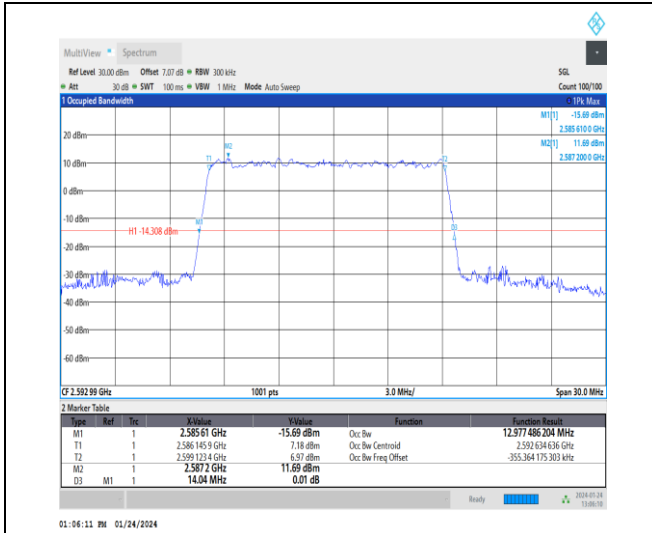 MultiView Spectrum
Ref Level 30.00 dBm Offset 7.07 dB RBW 300 kHz SGL
Att 30 dB SWT 100 ms VBW 1 MHz Mode Auto Sweep Count 100/100
1 Occupied Bandwidth 1Pk Max
M1[1] -15.69 dBm
2.585 610 0 GHz
M2[1] 11.69 dBm
2.587 200 0 GHz
20 dBm
M2
T1 T2
10 dBm
0 dBm
-10 dBm
M1 D3
H1 -14.308 dBm
-20 dBm
-30 dBm
-40 dBm
-50 dBm
-60 dBm
CF 2.592 99 GHz 1001 pts 3.0 MHz/ Span 30.0 MHz
2 Marker Table
Type Ref Trc X-Value Y-Value Function Function Result
M1 1 2.585 61 GHz -15.69 dBm Occ Bw 12.977 486 204 MHz
T1 1 2.586 145 9 GHz 7.18 dBm Occ Bw Centroid 2.592 634 636 GHz
T2 1 2.599 123 4 GHz 6.97 dBm Occ Bw Freq Offset -355.364 175 303 kHz
M2 1 2.587 2 GHz 11.69 dBm
D3 M1 1 14.04 MHz 0.01 dB
Ready 2024-01-24
13:06:10
01:06:11 PM 01/24/2024